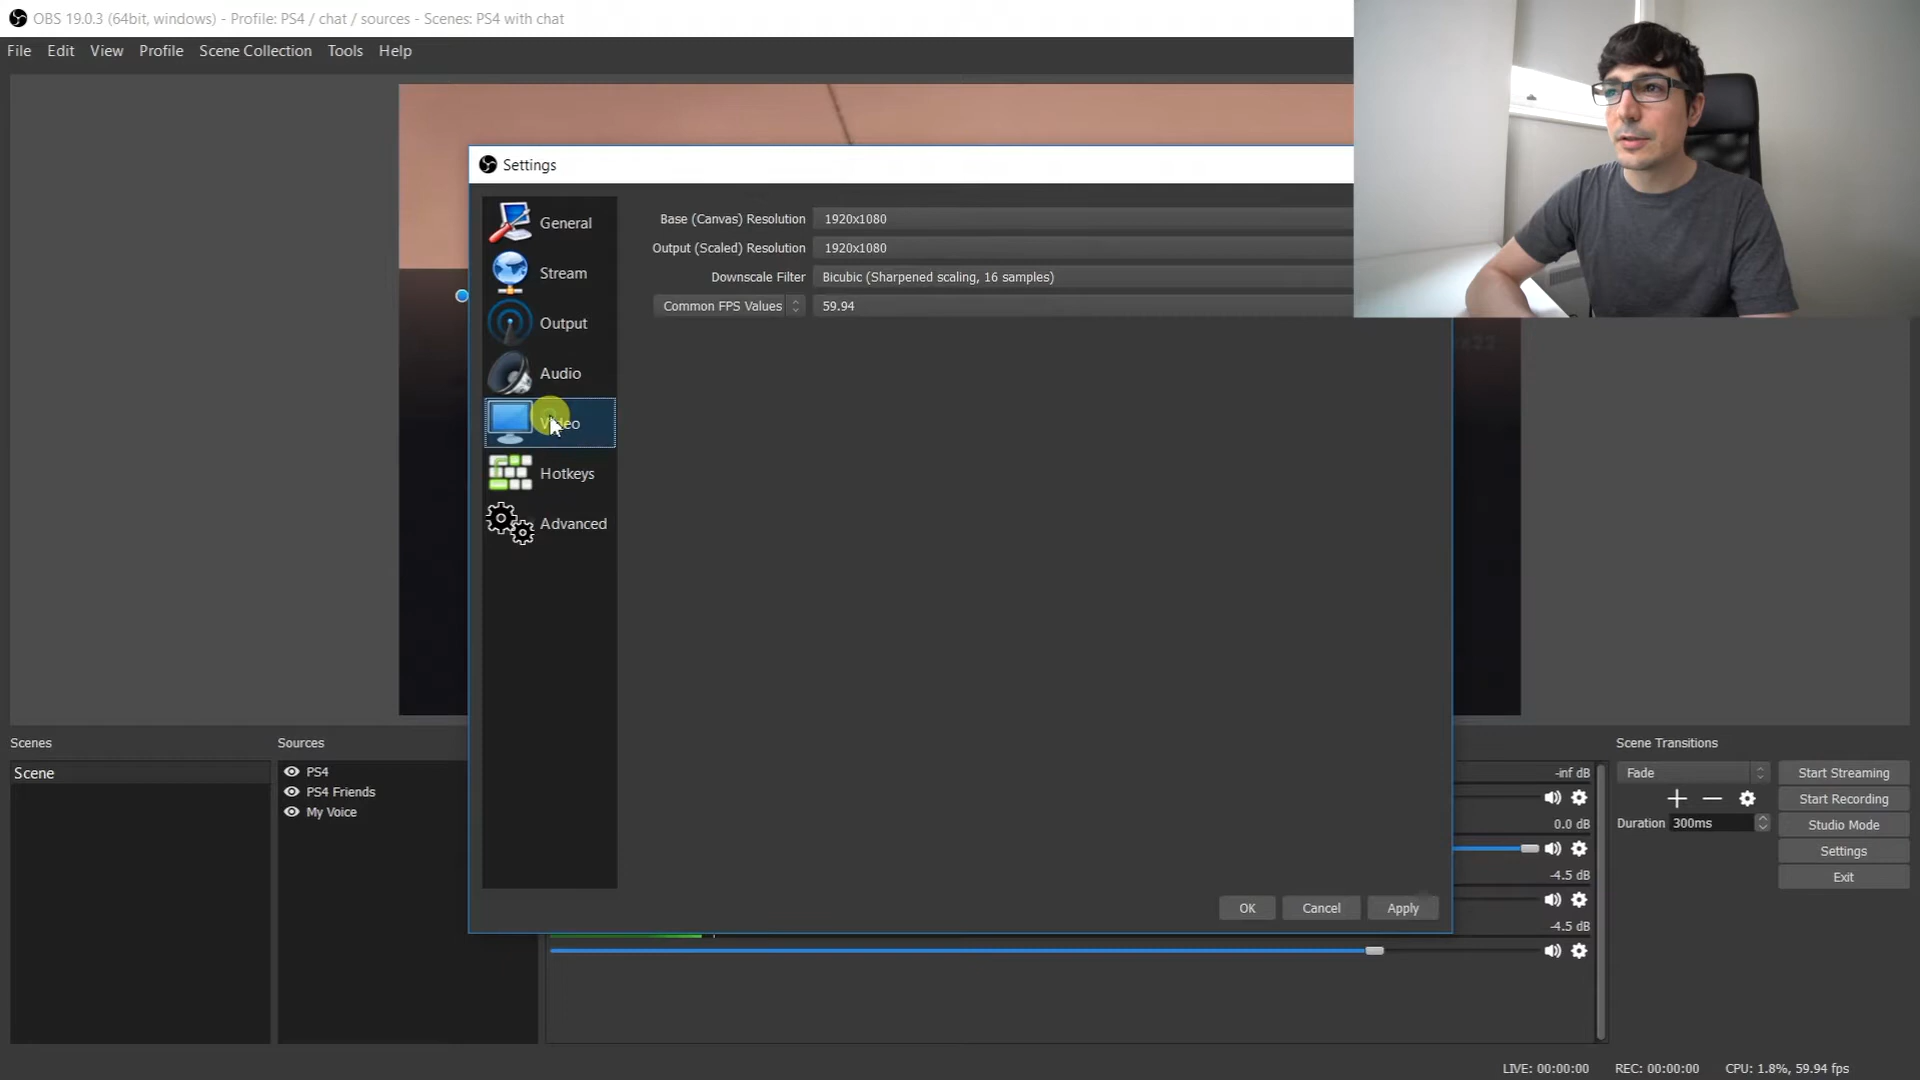 OBS 19.0.3 (64bit, windows) - Profile: PS4 / chat / sources - Scenes: PS4 with chat
File Edit View Profile Scene Collection Tools Help
Settings
General
Stream
Output
Audio
Video
Hotkeys
Advanced
Base (Canvas) Resolution 1920x1080
Output (Scaled) Resolution 1920x1080
Downscale Filter Bicubic (Sharpened scaling, 16 samples)
Common FPS Values 59.94
OK Cancel Apply
Scenes
Scene
Sources
PS4
PS4 Friends
My Voice
-inf dB
0.0 dB
-4.5 dB
-4.5 dB
Scene Transitions
Fade
Duration 300ms
Start Streaming
Start Recording
Studio Mode
Settings
Exit
LIVE: 00:00:00 REC: 00:00:00 CPU: 1.8%, 59.94 fps